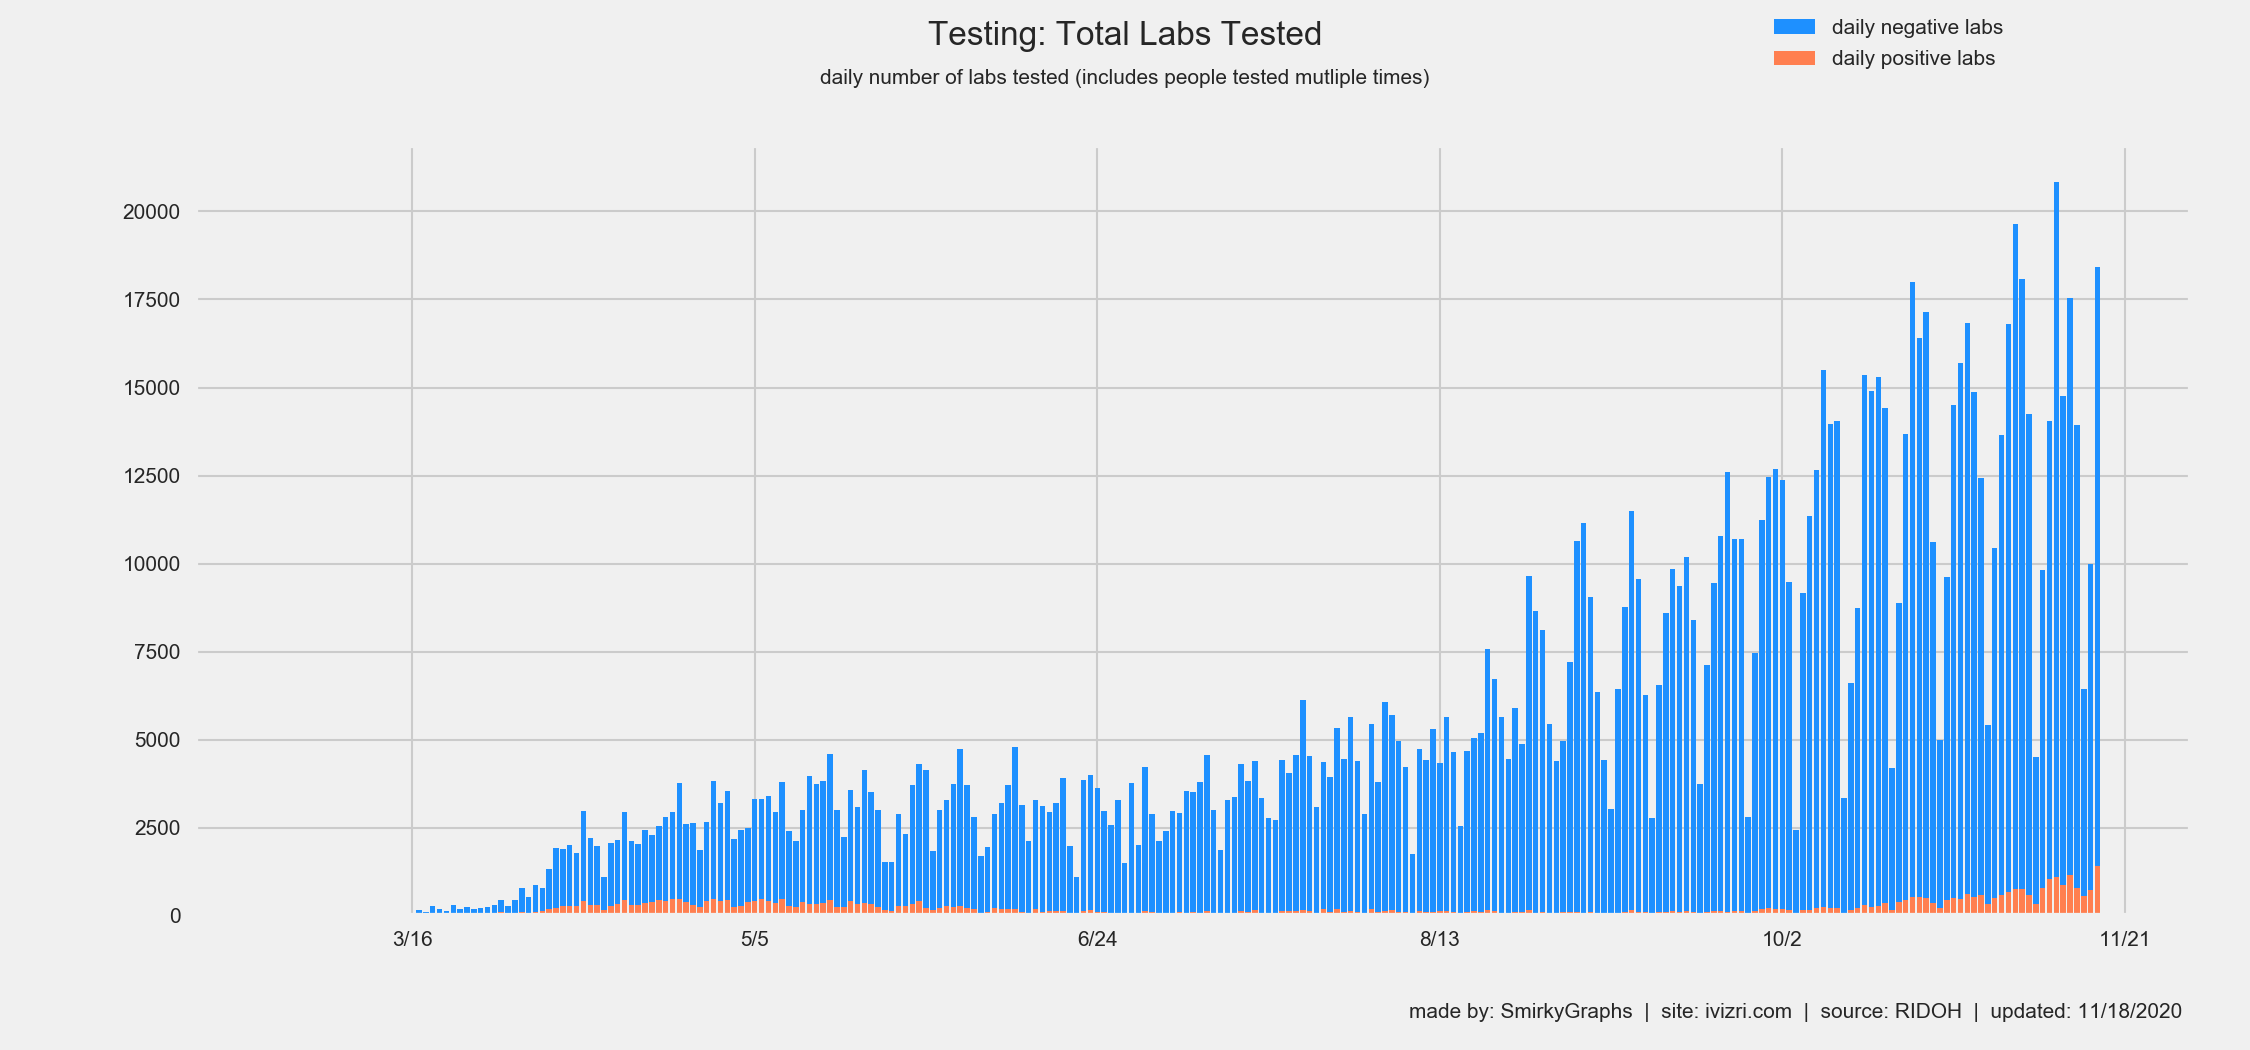 Testing: Total Labs Tested
daily number of labs tested (includes people tested mutliple times)
daily negative labs
daily positive labs
20000
17500
15000
12500
10000
7500
5000
2500
0
3/16 5/5 6/24 8/13 10/2 11/21
made by: SmirkyGraphs | site: ivizri.com | source: RIDOH | updated: 11/18/2020